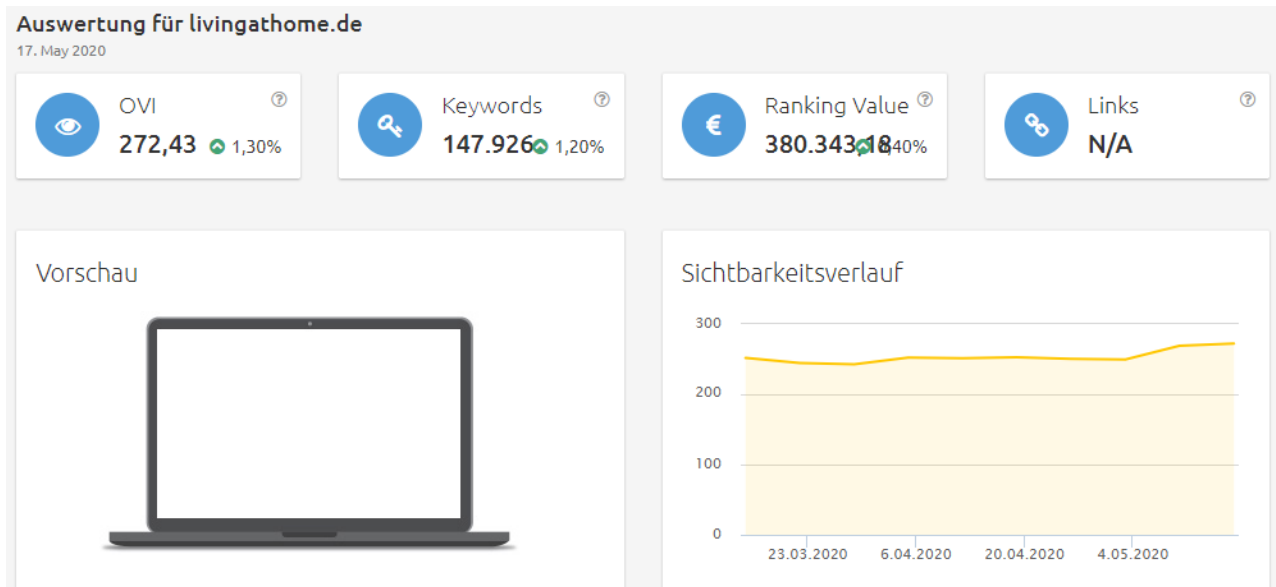 Auswertung für livingathome.de
17. May 2020
OVI
272,43 1,30%
Keywords
147.926 1,20%
Ranking Value
380.343,18
Links
N/A
Vorschau
Sichtbarkeitsverlauf
300
200
100
0
23.03.2020 6.04.2020 20.04.2020 4.05.2020